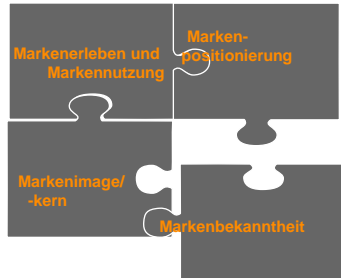 Markenerleben und
Markennutzung
Marken-
positionierung
Markenimage/
-kern
Markenbekanntheit